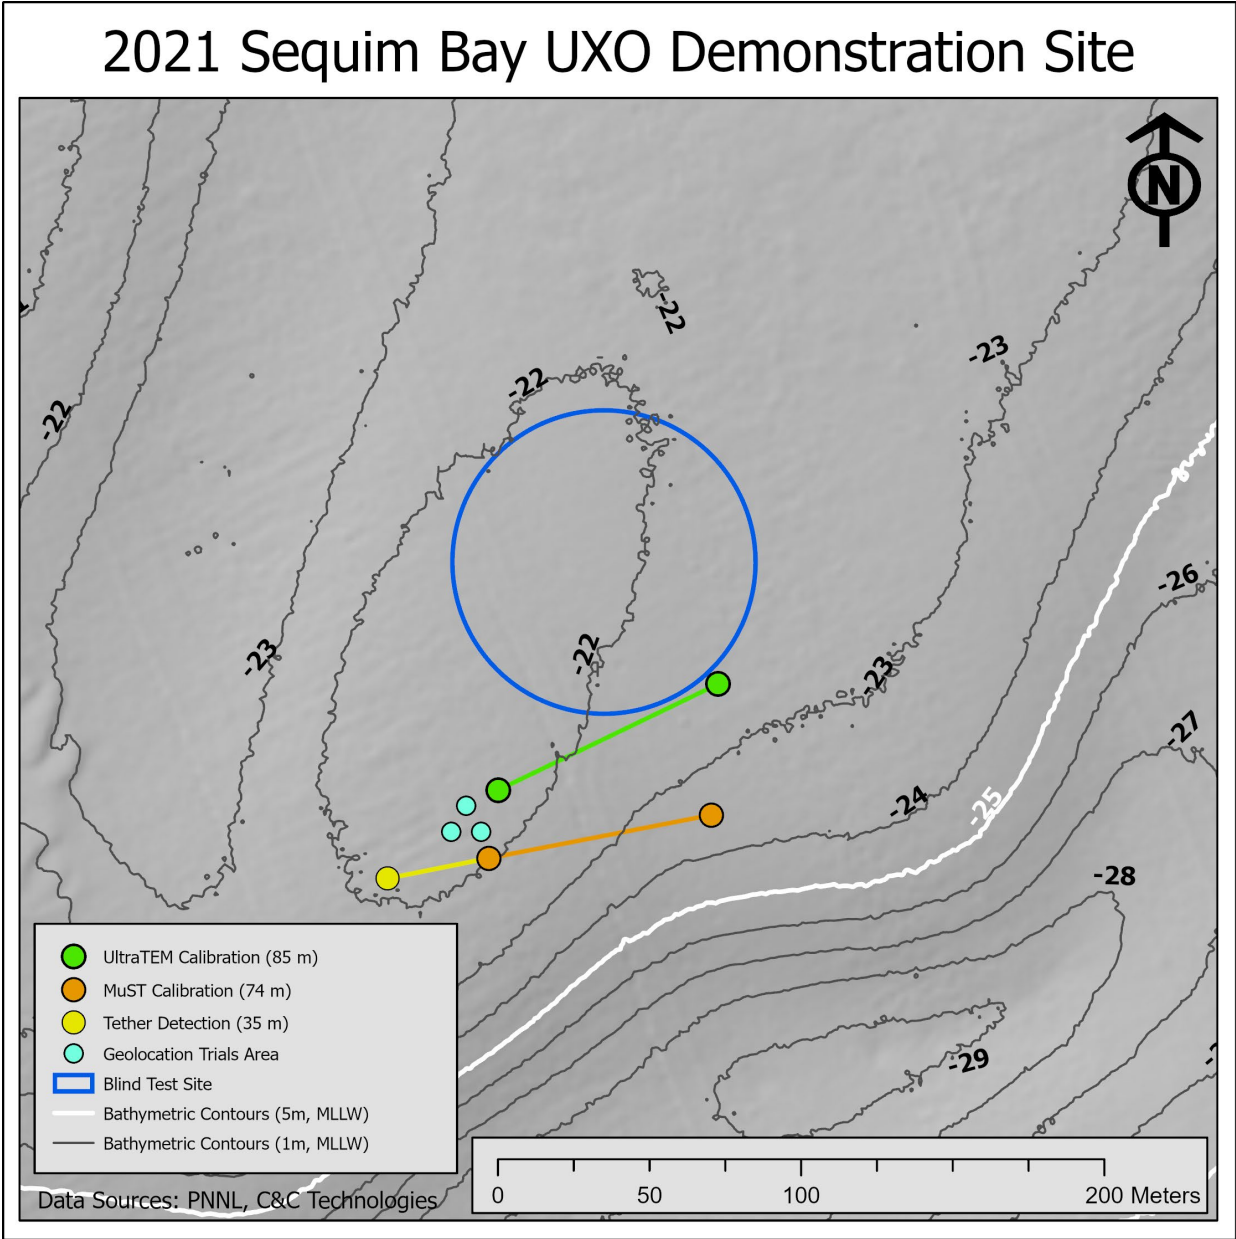 2021 Sequim Bay UXO Demonstration Site
N
-22
-23
-22
-22
-26
-22
-23
-23
-27
-24
-25
-28
UltraTEM Calibration (85 m)
MuST Calibration (74 m)
Tether Detection (35 m)
Geolocation Trials Area
Blind Test Site
-29
Bathymetric Contours (5m, MLLW)
Bathymetric Contours (1m, MLLW)
Data Sources: PNNL, C&C Technologies
0 50 100 200 Meters